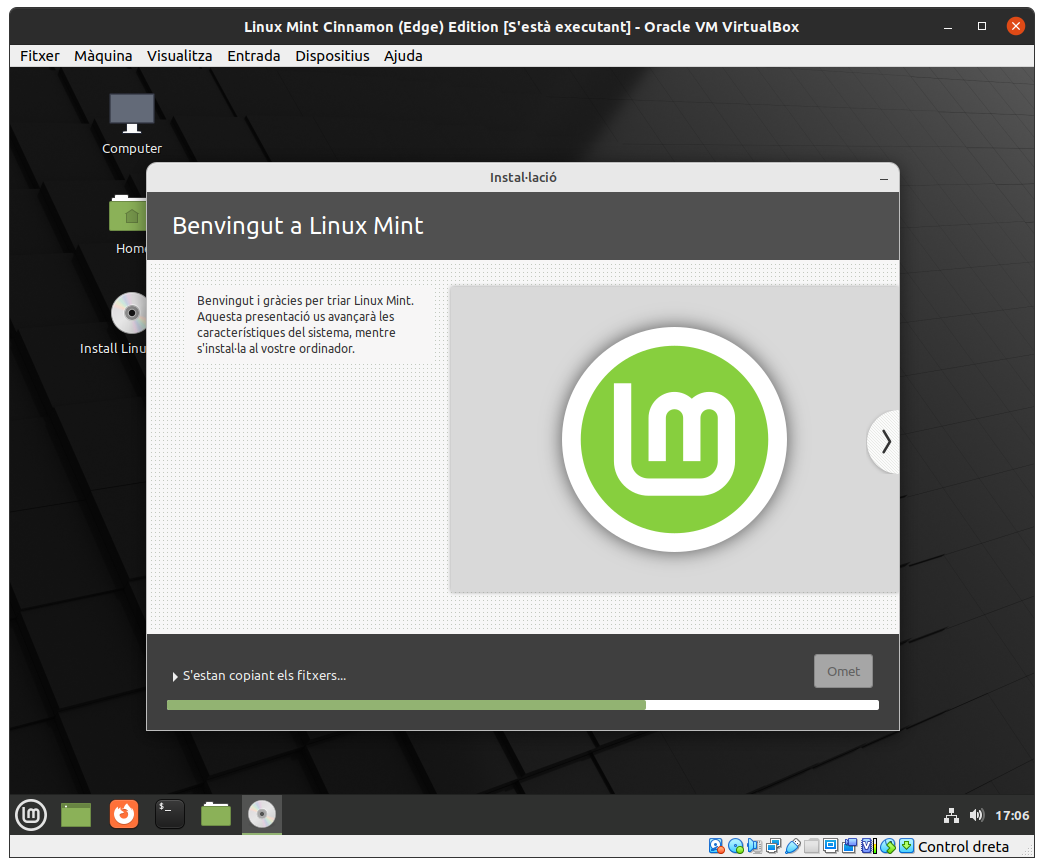 Linux Mint Cinnamon (Edge) Edition [S'està executant] - Oracle VM VirtualBox
Fitxer Màquina Visualitza Entrada Dispositius Ajuda
Computer
Instal·lació
Benvingut a Linux Mint
Home
Benvingut i gràcies per triar Linux Mint.
Aquesta presentació us avançarà les
característiques del sistema, mentre
s'instal·la al vostre ordinador.
Install Linu
S'estan copiant els fitxers...
Omet
17:06
Control dreta